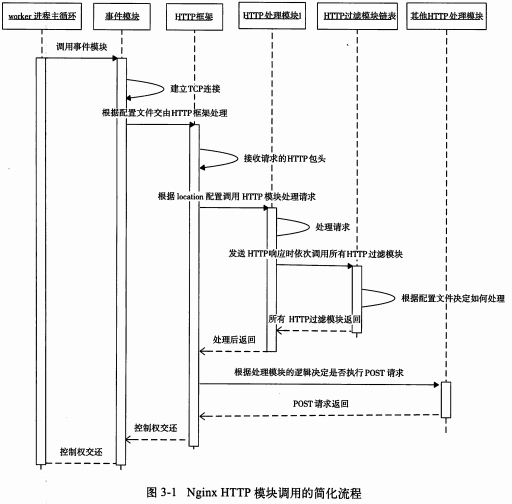 worker 进程主循环
事件模块
HTTP框架
HTTP处理模块1
HTTP过滤模块链表
其他HTTP处理模块
调用事件模块
建立TCP连接
根据配置文件交由HTTP框架处理
接收请求的HTTP包头
根据 location 配置调用 HTTP 模块处理请求
处理请求
发送 HTTP响应时依次调用所有HTTP过滤模块
根据配置文件决定如何处理
所有 HTTP过滤模块返回
处理后返回
根据处理模块的逻辑决定是否执行 POST 请求
POST 请求返回
控制权交还
控制权交还
图 3-1 Nginx HTTP 模块调用的简化流程